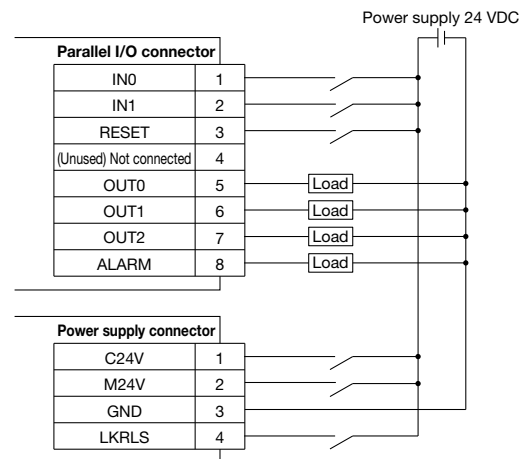 Power supply 24 VDC
Parallel I/O connector
IN0 1
IN1 2
RESET 3
(Unused) Not connected 4
OUT0 5 Load
OUT1 6 Load
OUT2 7 Load
ALARM 8 Load
Power supply connector
C24V 1
M24V 2
GND 3
LKRLS 4